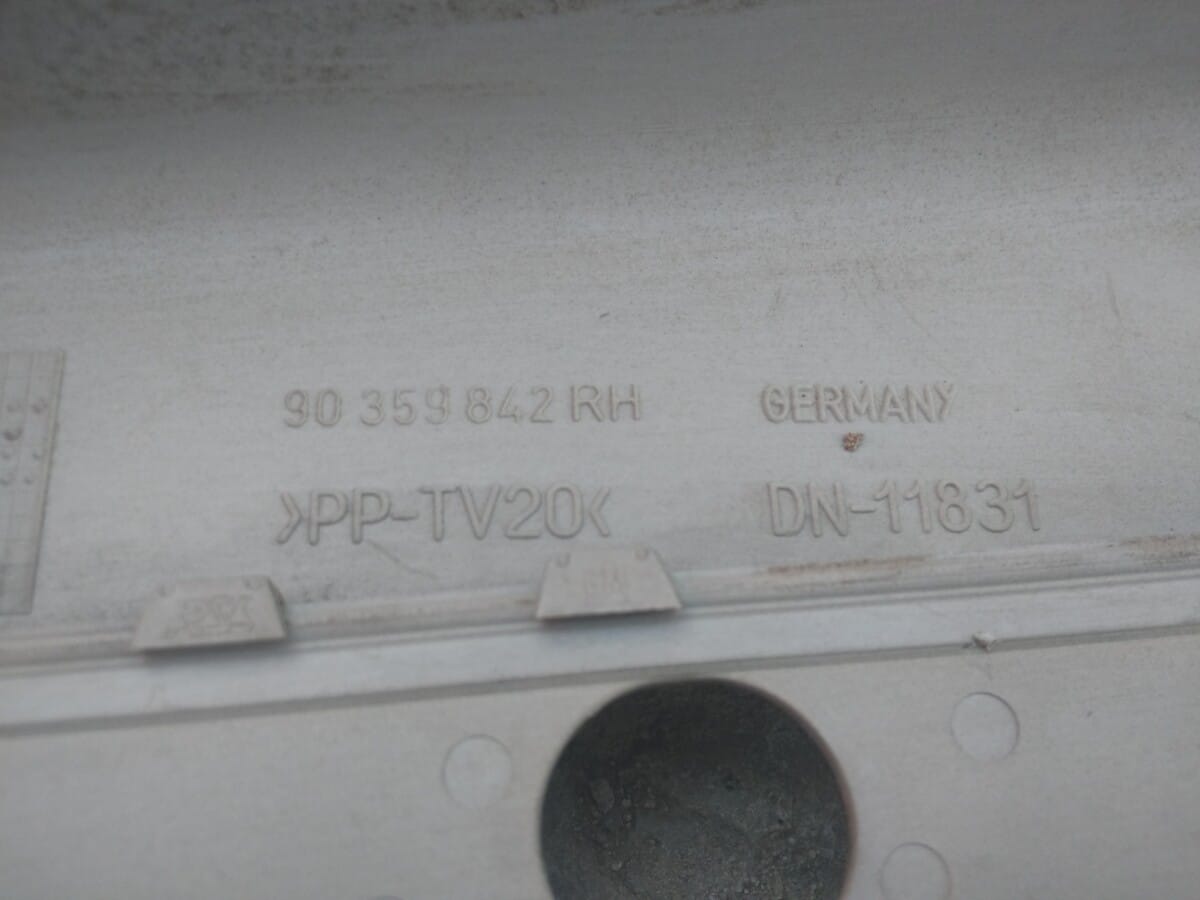 90 359 842 RH GERMANY
>PP-TV20< DN-11831